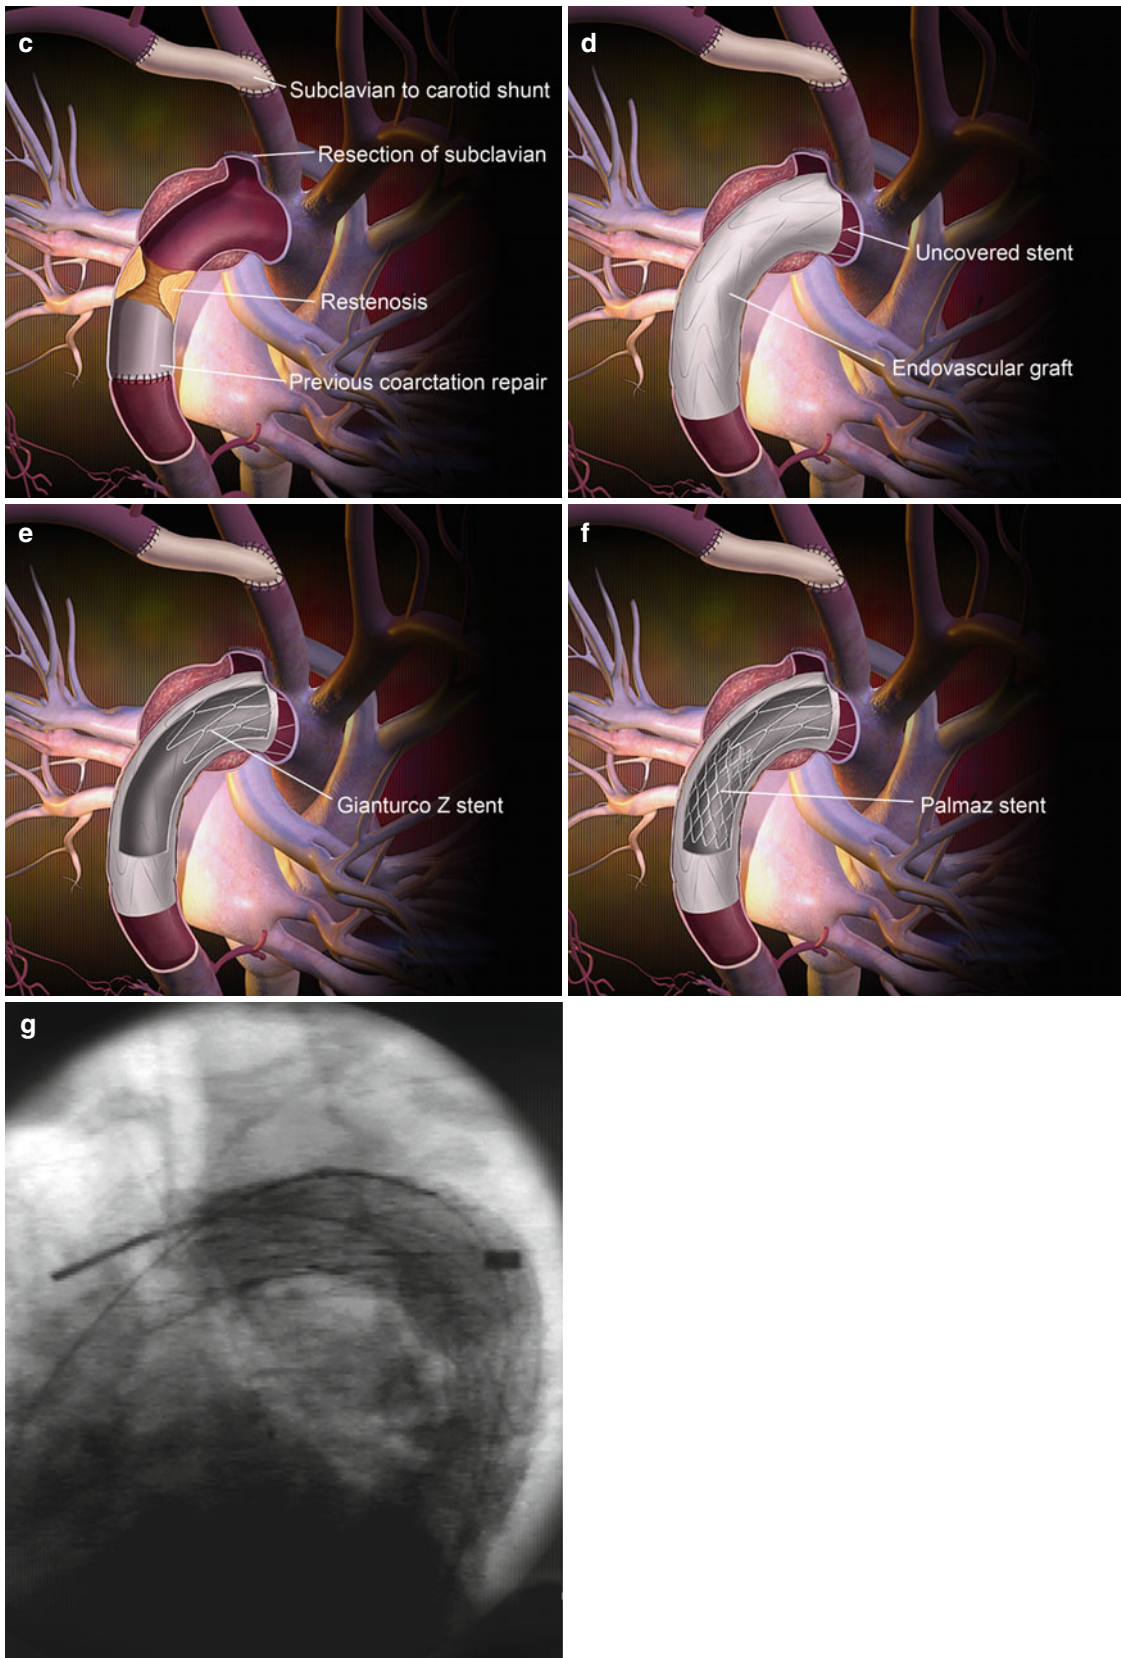 c
Subclavian to carotid shunt
Resection of subclavian
Restenosis
Previous coarctation repair
d
Uncovered stent
Endovascular graft
e
Gianturco Z stent
f
Palmaz stent
g